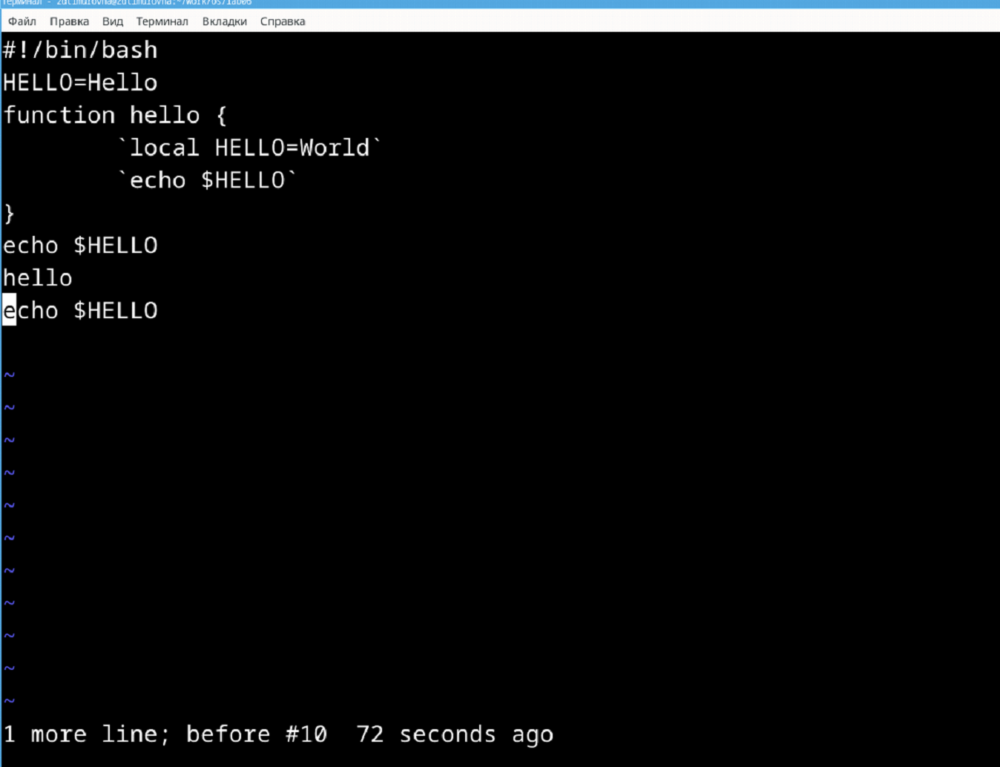 Терминал - zdtimurovna@zdtimurovna:~/work/os/lab06
Файл Правка Вид Терминал Вкладки Справка
#!/bin/bash
HELLO=Hello
function hello {
`local HELLO=World`
`echo $HELLO`
}
echo $HELLO
hello
echo $HELLO
~
~
~
~
~
~
~
~
~
~
~
1 more line; before #10 72 seconds ago